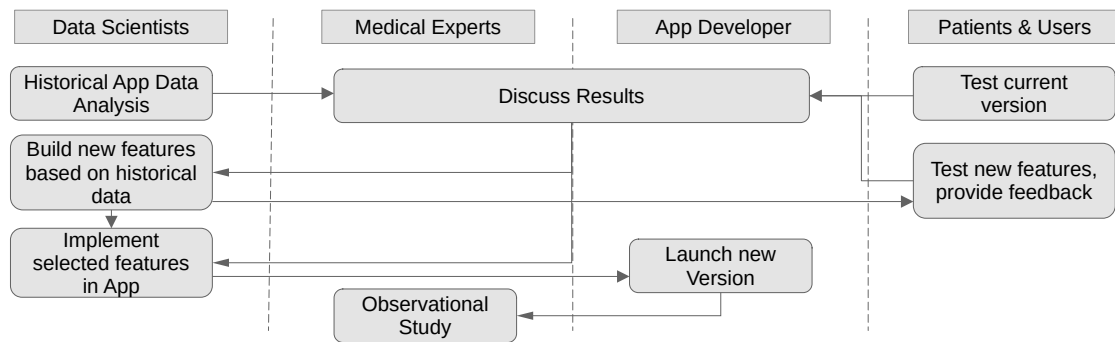 Data Scientists
Medical Experts
App Developer
Patients & Users
Historical App Data
Analysis
Discuss Results
Test current
version
Build new features
based on historical
data
Test new features,
provide feedback
Implement
selected features
in App
Launch new
Version
Observational
Study